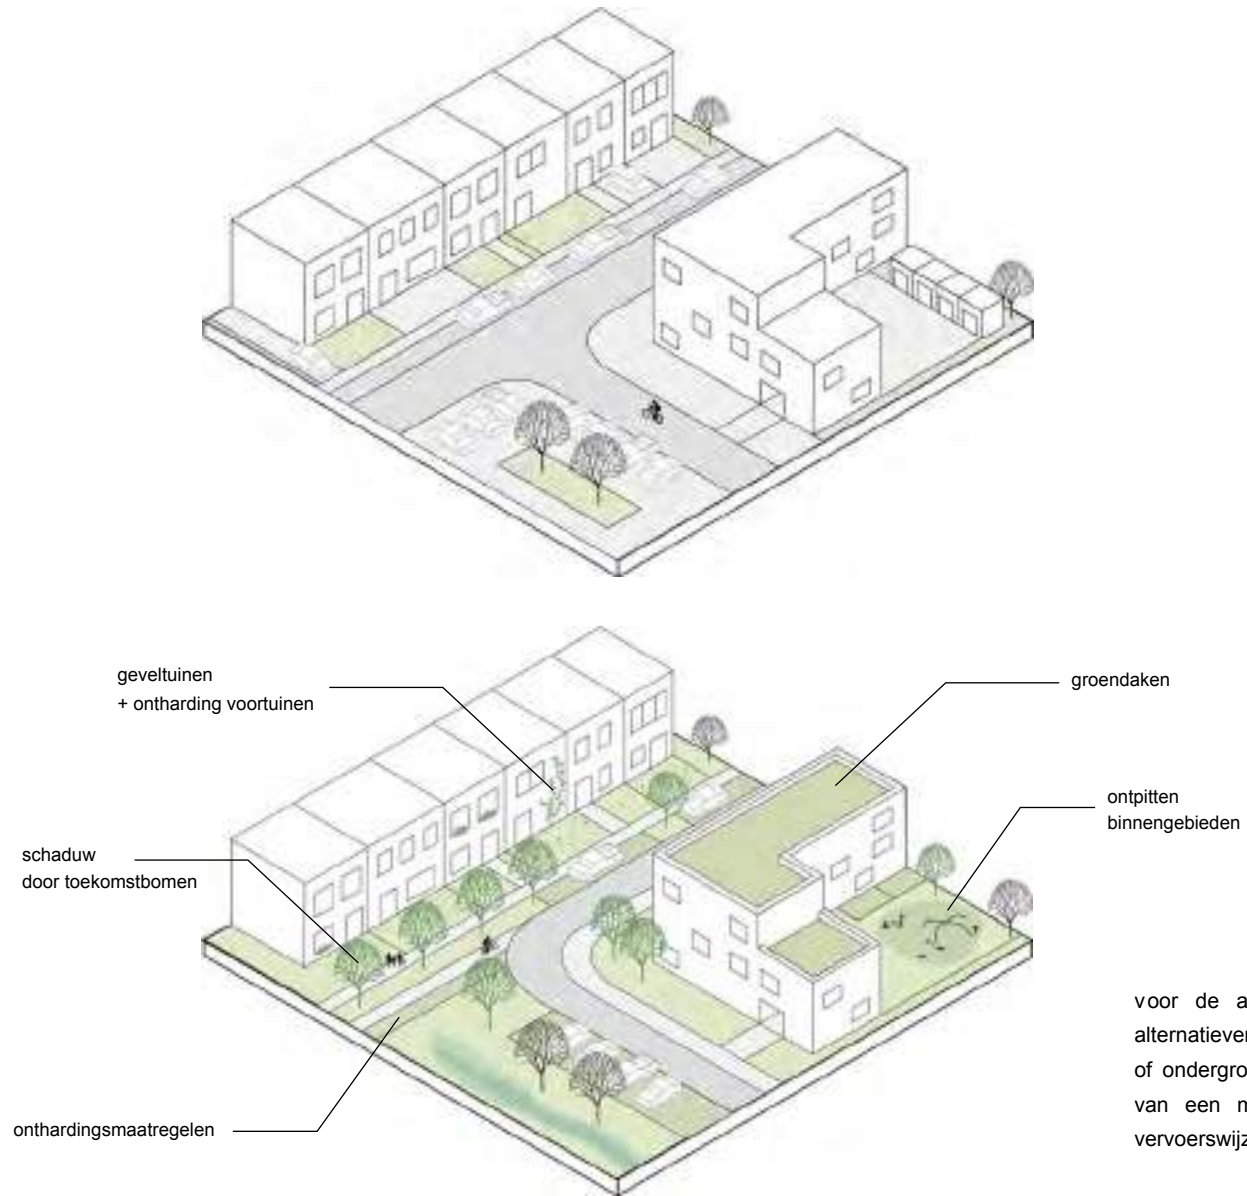 geveltuinen
+ ontharding voortuinen
groendaken
ontpitten
binnengebieden
schaduw
door toekomstbomen
onthardingsmaatregelen
voor de a
alternatiever
of ondergro
van een m
vervoerswijz